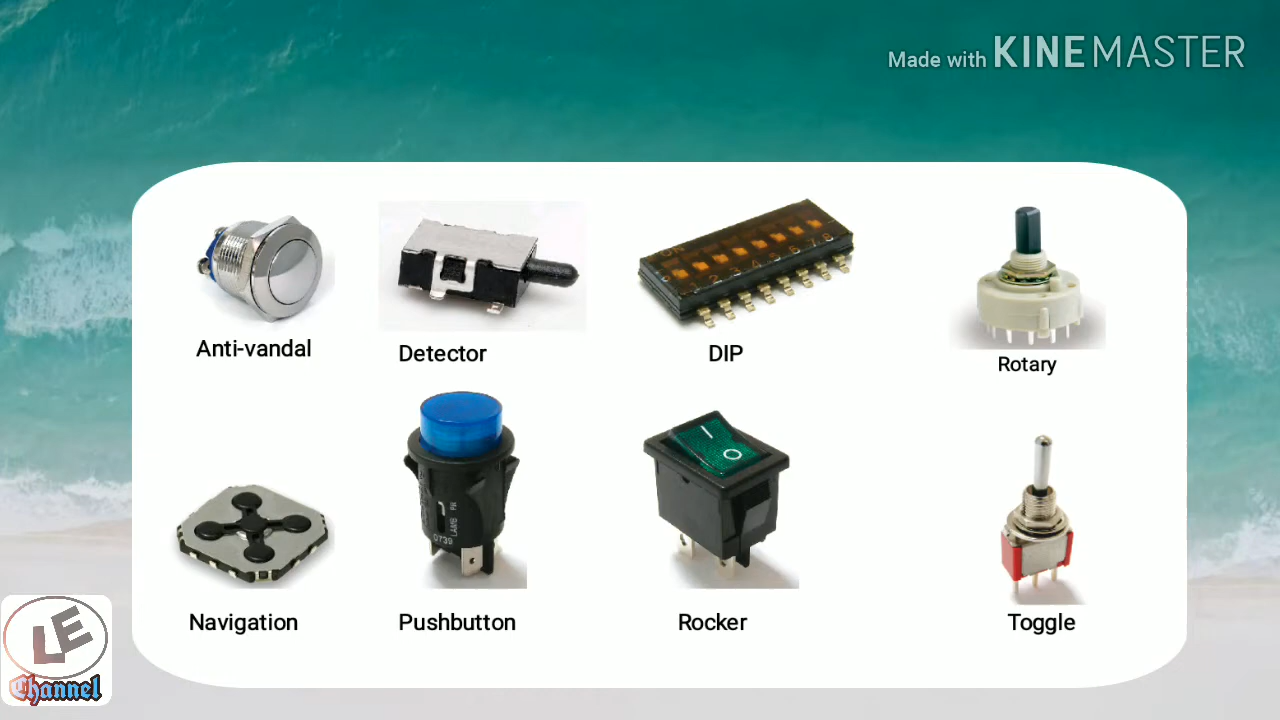 Made with KINEMASTER
Anti-vandal
Detector
DIP
Rotary
Navigation
Pushbutton
Rocker
Toggle
LE
Channel